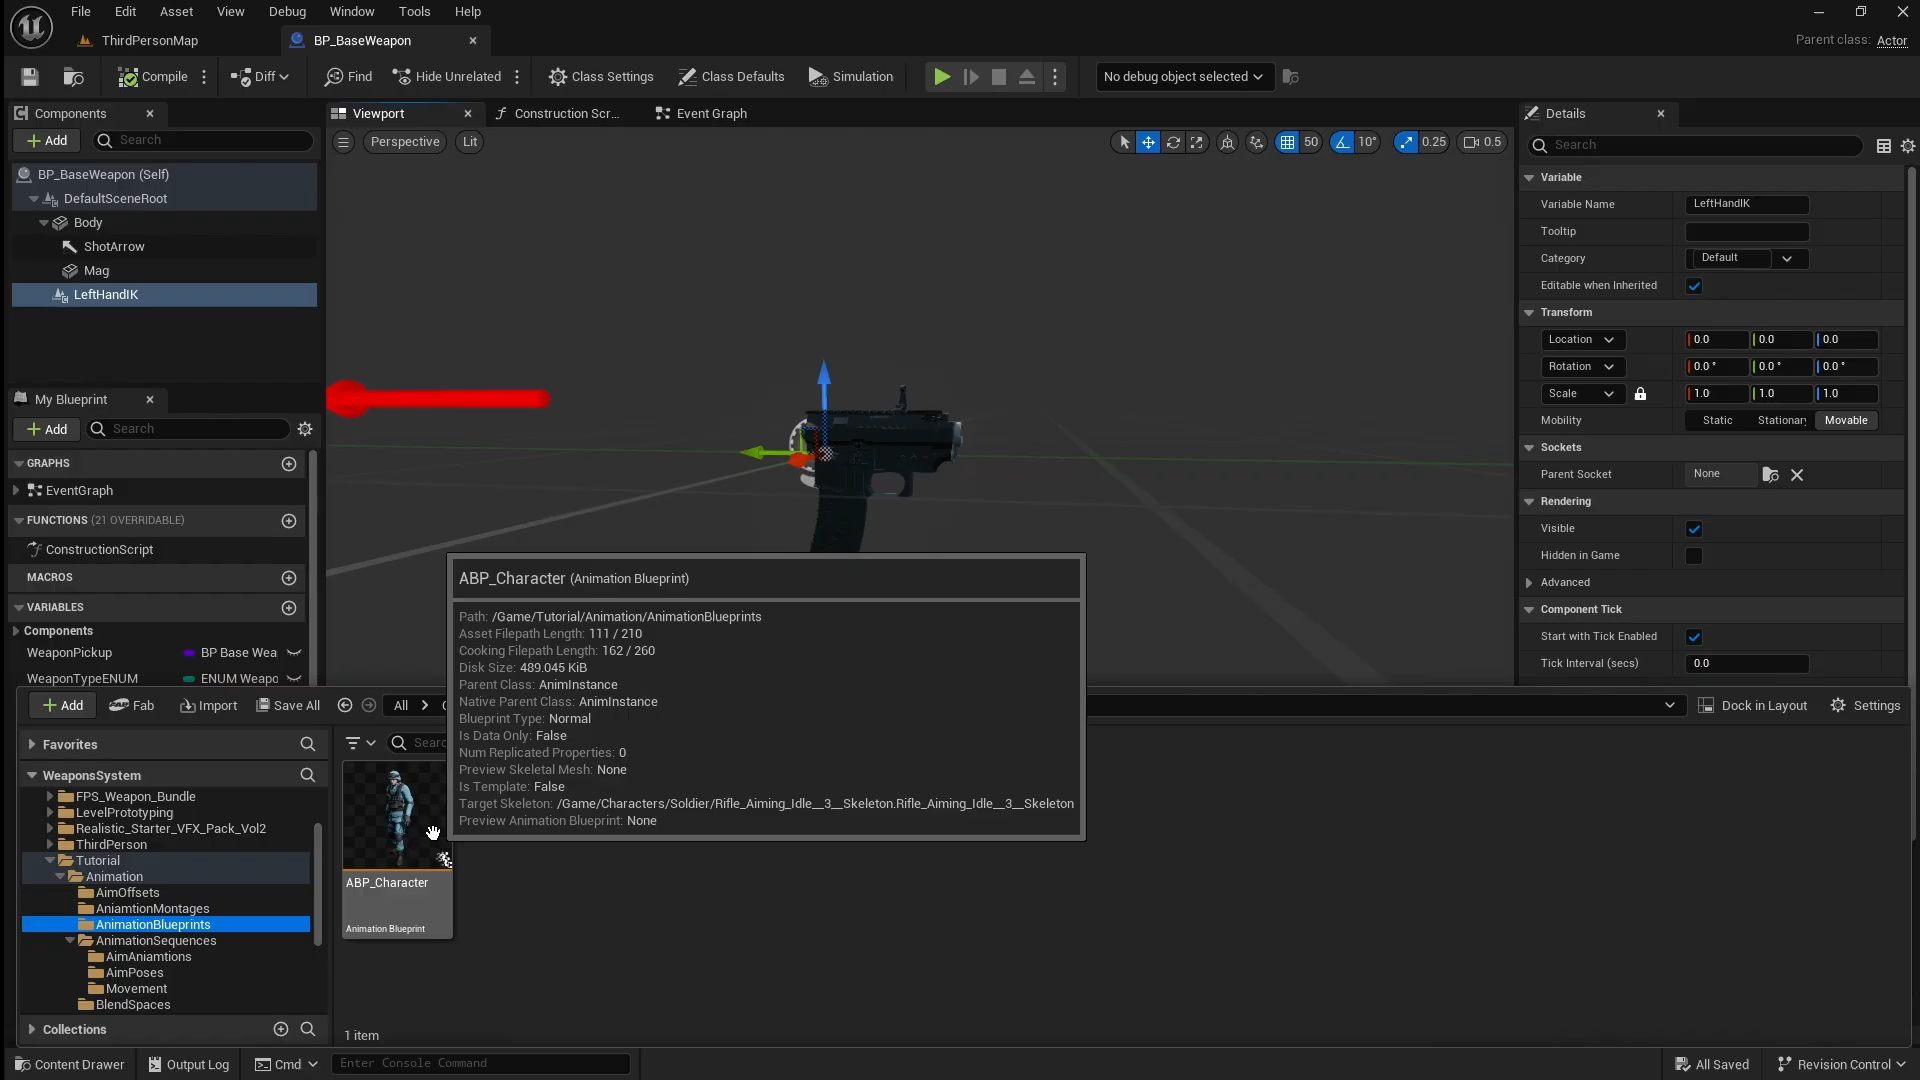 File Edit Asset View Debug Window Tools Help
ThirdPersonMap
BP_BaseWeapon
Parent class: Actor
Compile
Diff
Find
Hide Unrelated
Class Settings
Class Defaults
Simulation
No debug object selected
Components
Add
Search
BP_BaseWeapon (Self)
DefaultSceneRoot
Body
ShotArrow
Mag
LeftHandIK
My Blueprint
Add
Search
GRAPHS
EventGraph
FUNCTIONS (21 OVERRIDABLE)
ConstructionScript
MACROS
VARIABLES
Components
WeaponPickup BP Base Wea
WeaponTypeENUM ENUM Weapo
Viewport
Construction Scr...
Event Graph
Perspective
Lit
50
10°
0.25
0.5
Details
Search
Variable
Variable Name LeftHandIK
Tooltip
Category Default
Editable when Inherited
Transform
Location 0.0 0.0 0.0
Rotation 0.0 ° 0.0 ° 0.0 °
Scale 1.0 1.0 1.0
Mobility Static Stationar Movable
Sockets
Parent Socket None
Rendering
Visible
Hidden in Game
Advanced
Component Tick
Start with Tick Enabled
Tick Interval (secs) 0.0
ABP_Character (Animation Blueprint)
Path: /Game/Tutorial/Animation/AnimationBlueprints
Asset Filepath Length: 111 / 210
Cooking Filepath Length: 162 / 260
Disk Size: 489.045 KiB
Parent Class: AnimInstance
Native Parent Class: AnimInstance
Blueprint Type: Normal
Is Data Only: False
Num Replicated Properties: 0
Preview Skeletal Mesh: None
Is Template: False
Target Skeleton: /Game/Characters/Soldier/Rifle_Aiming_Idle__3__Skeleton.Rifle_Aiming_Idle__3__Skeleton
Preview Animation Blueprint: None
Add
Fab
Import
Save All
All
Dock in Layout
Settings
Favorites
WeaponsSystem
FPS_Weapon_Bundle
LevelPrototyping
Realistic_Starter_VFX_Pack_Vol2
ThirdPerson
Tutorial
Animation
AimOffsets
AniamtionMontages
AnimationBlueprints
AnimationSequences
AimAniamtions
AimPoses
Movement
BlendSpaces
Collections
Searc
ABP_Character
Animation Blueprint
1 item
Content Drawer
Output Log
Cmd
Enter Console Command
All Saved
Revision Control